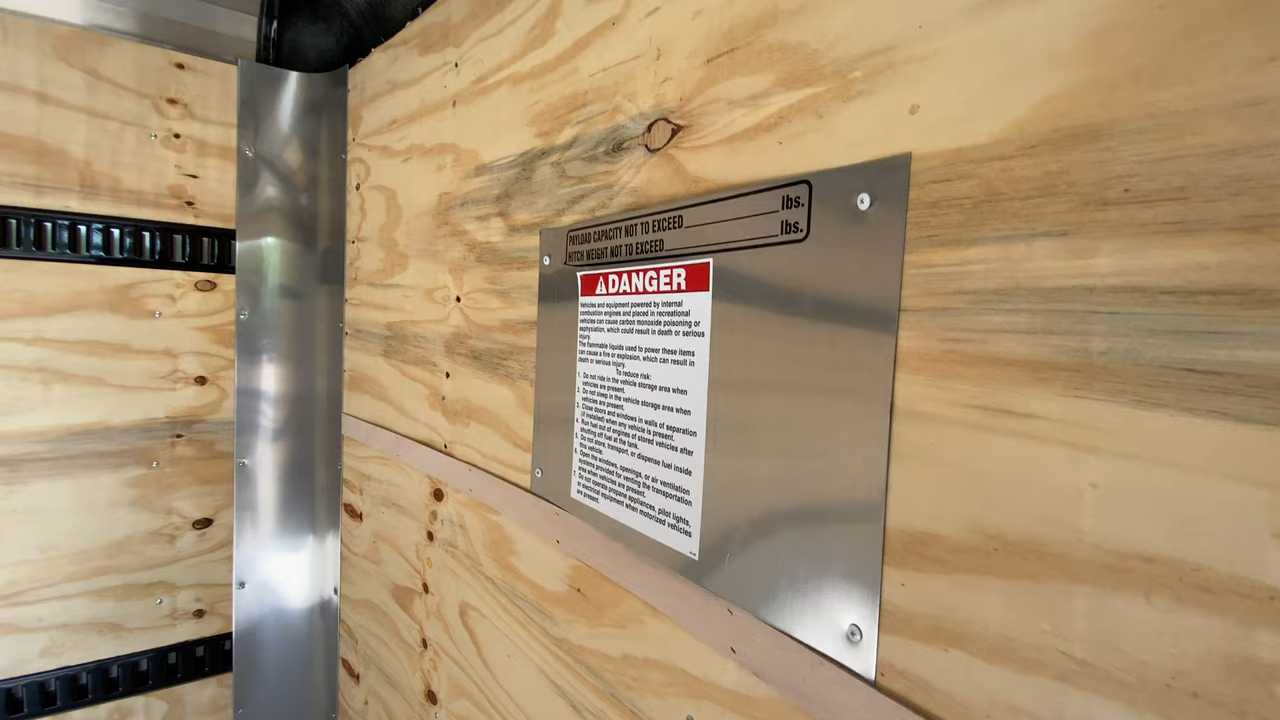 PAYLOAD CAPACITY NOT TO EXCEED lbs.
HITCH WEIGHT NOT TO EXCEED lbs.
DANGER
Vehicles and equipment powered by internal
combustion engines and placed in recreational
vehicles can cause carbon monoxide poisoning or
asphyxiation, which could result in death or serious
injury.
The flammable liquids used to power these items
can cause a fire or explosion, which can result in
death or serious injury.
To reduce risk:
1. Do not ride in the vehicle storage area when
vehicles are present.
2. Do not sleep in the vehicle storage area when
vehicles are present.
3. Close doors and windows in walls of separation
(if installed) when any vehicle is present.
4. Run fuel out of engines of stored vehicles after
shutting off fuel at the tank.
5. Do not store, transport, or dispense fuel inside
this vehicle.
6. Open the windows, openings, or air ventilation
systems provided for venting the transportation
area when vehicles are present.
7. Do not operate propane appliances, pilot lights,
or electrical equipment when motorized vehicles
are present.